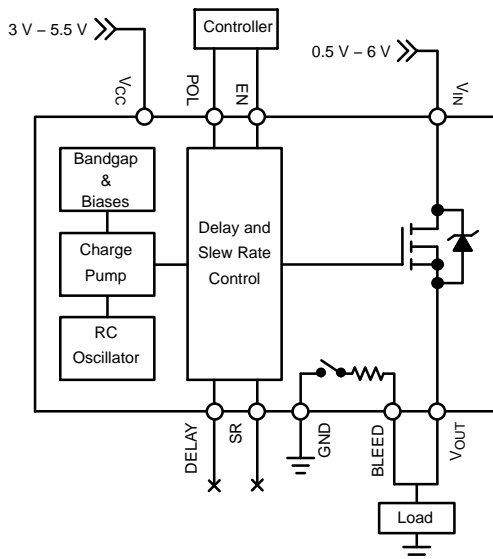 Controller
3 V – 5.5 V
0.5 V – 6 V
VCC
POL
EN
VIN
Bandgap
&
Biases
Delay and
Slew Rate
Control
Charge
Pump
RC
Oscillator
DELAY
SR
GND
BLEED
VOUT
Load